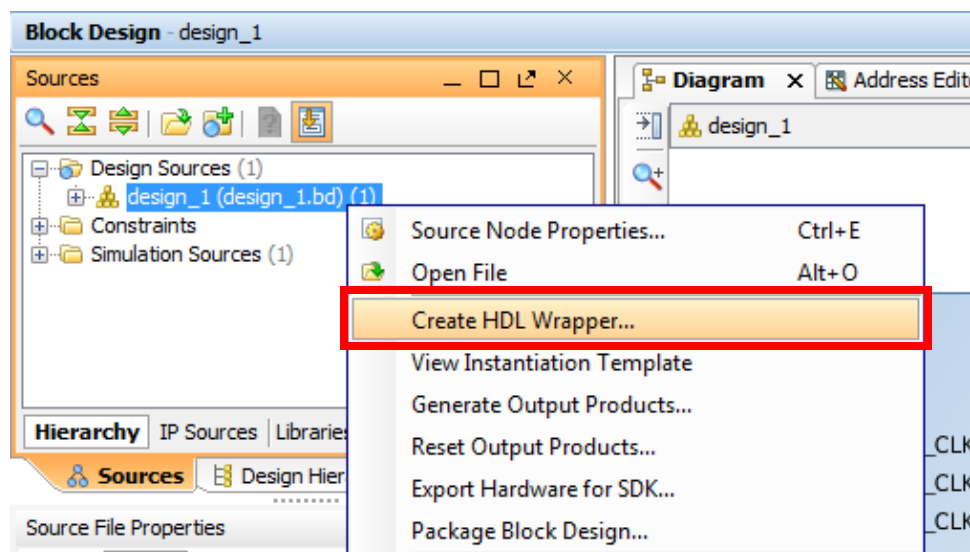 Block Design - design_1
Sources
Diagram
Address Edit
design_1
Design Sources (1)
design_1 (design_1.bd) (1)
Constraints
Simulation Sources (1)
Source Node Properties... Ctrl+E
Open File Alt+O
Create HDL Wrapper...
View Instantiation Template
Generate Output Products...
Reset Output Products...
Export Hardware for SDK...
Package Block Design...
Hierarchy IP Sources Libraries
Sources Design Hier
Source File Properties
_CLK
_CLK
_CLK